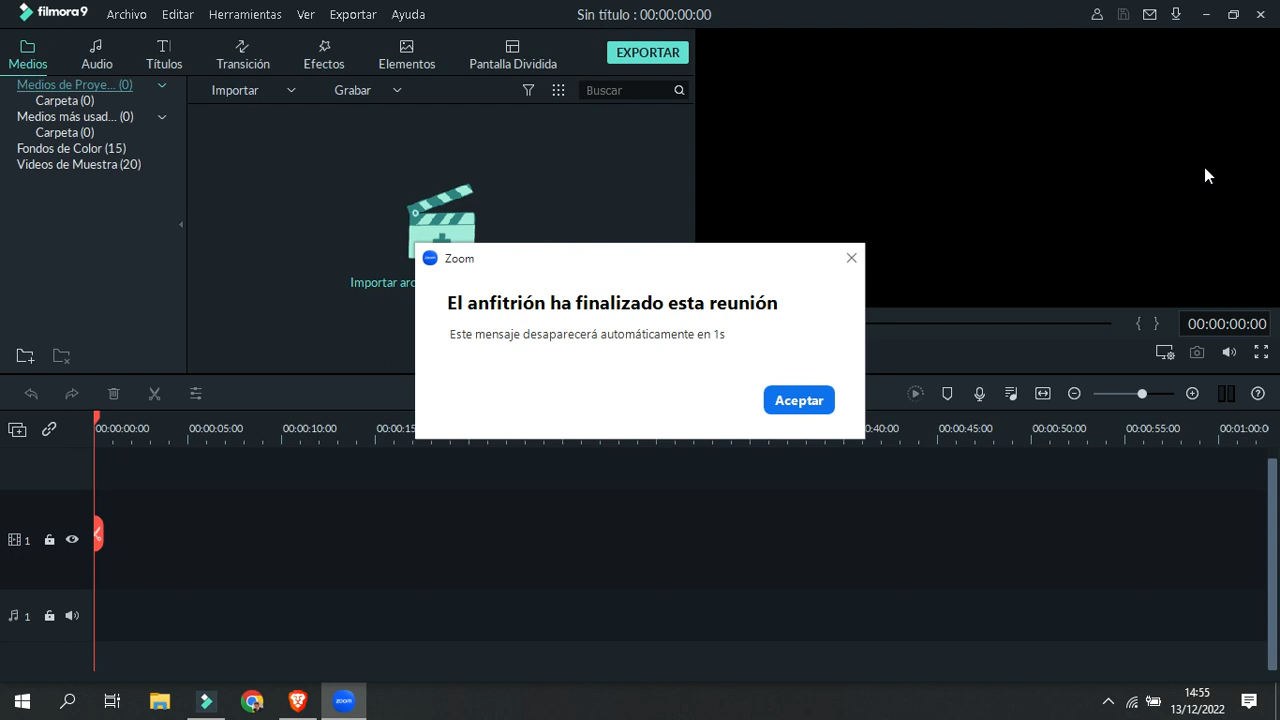 filmora9 Archivo Editar Herramientas Ver Exportar Ayuda Sin título : 00:00:00:00
Medios Audio Títulos Transición Efectos Elementos Pantalla Dividida EXPORTAR
Medios de Proye... (0)
Carpeta (0)
Medios más usad... (0)
Carpeta (0)
Fondos de Color (15)
Videos de Muestra (20)
Importar Grabar Buscar
Importar arc
Zoom
El anfitrión ha finalizado esta reunión
Este mensaje desaparecerá automáticamente en 1s
Aceptar
{ } 00:00:00:00
00:00:00:00 00:00:05:00 00:00:10:00 00:00:15 0:40:00 00:00:45:00 00:00:50:00 00:00:55:00 00:01:00:0
1
1
zoom
14:55
13/12/2022